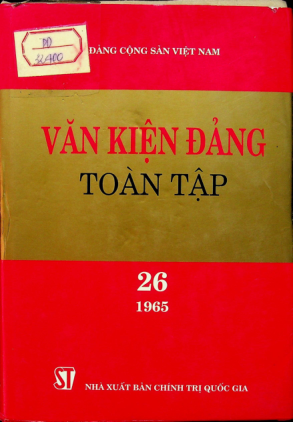 ĐẢNG CỘNG SẢN VIỆT NAM
VĂN KIỆN ĐẢNG
TOÀN TẬP
26
1965
ST
NHÀ XUẤT BẢN CHÍNH TRỊ QUỐC GIA